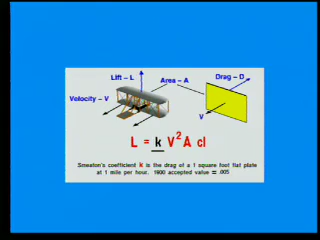 Lift – L
Area – A
Drag – D
Velocity – V
V
L = k V² A cl
Smeaton's coefficient k is the drag of a 1 square foot flat plate
at 1 mile per hour. 1900 accepted value = .005